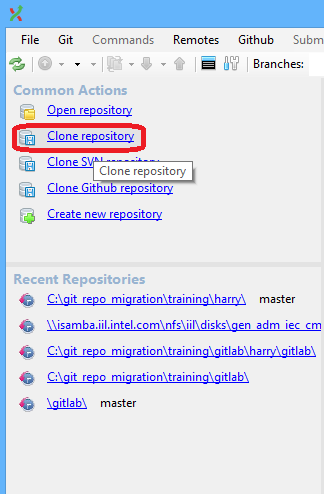 File Git Commands Remotes Github Subm
Branches:
Common Actions
Open repository
Clone repository
Clone SVN repository
Clone repository
Clone Github repository
Create new repository
Recent Repositories
C:\git_repo_migration\training\harry\ master
\\isamba.iil.intel.com\nfs\iil\disks\gen_adm_iec_cm
C:\git_repo_migration\training\gitlab\harry\gitlab\
C:\git_repo_migration\training\gitlab\
\gitlab\ master